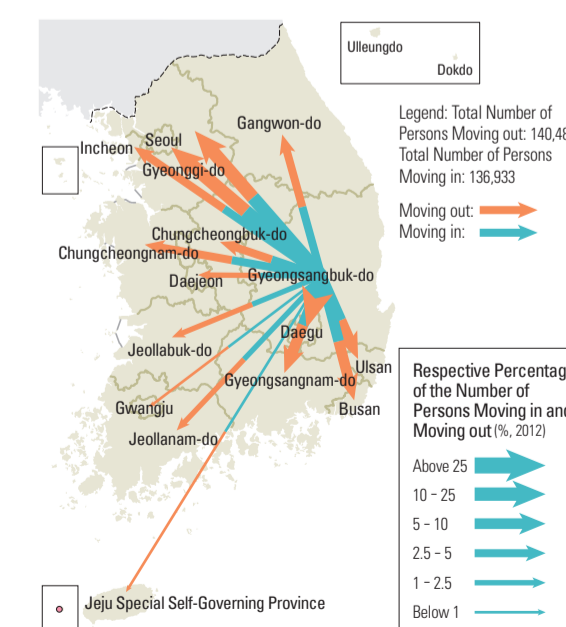 Ulleungdo
Dokdo
Legend: Total Number of
Persons Moving out: 140,48
Total Number of Persons
Moving in: 136,933
Moving out:
Moving in:
Gangwon-do
Seoul
Incheon
Gyeonggi-do
Chungcheongbuk-do
Chungcheongnam-do
Daejeon
Gyeongsangbuk-do
Daegu
Jeollabuk-do
Ulsan
Gyeongsangnam-do
Busan
Gwangju
Jeollanam-do
Jeju Special Self-Governing Province
Respective Percentag
of the Number of
Persons Moving in and
Moving out (%, 2012)
Above 25
10 – 25
5 – 10
2.5 – 5
1 – 2.5
Below 1